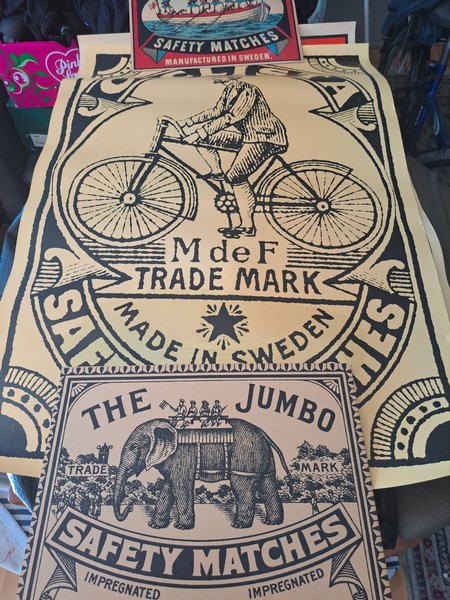 SAFETY MATCHES
MANUFACTURED IN SWEDEN.
M de F
TRADE MARK
MADE IN SWEDEN
THE JUMBO
TRADE MARK
SAFETY MATCHES
IMPREGNATED IMPREGNATED